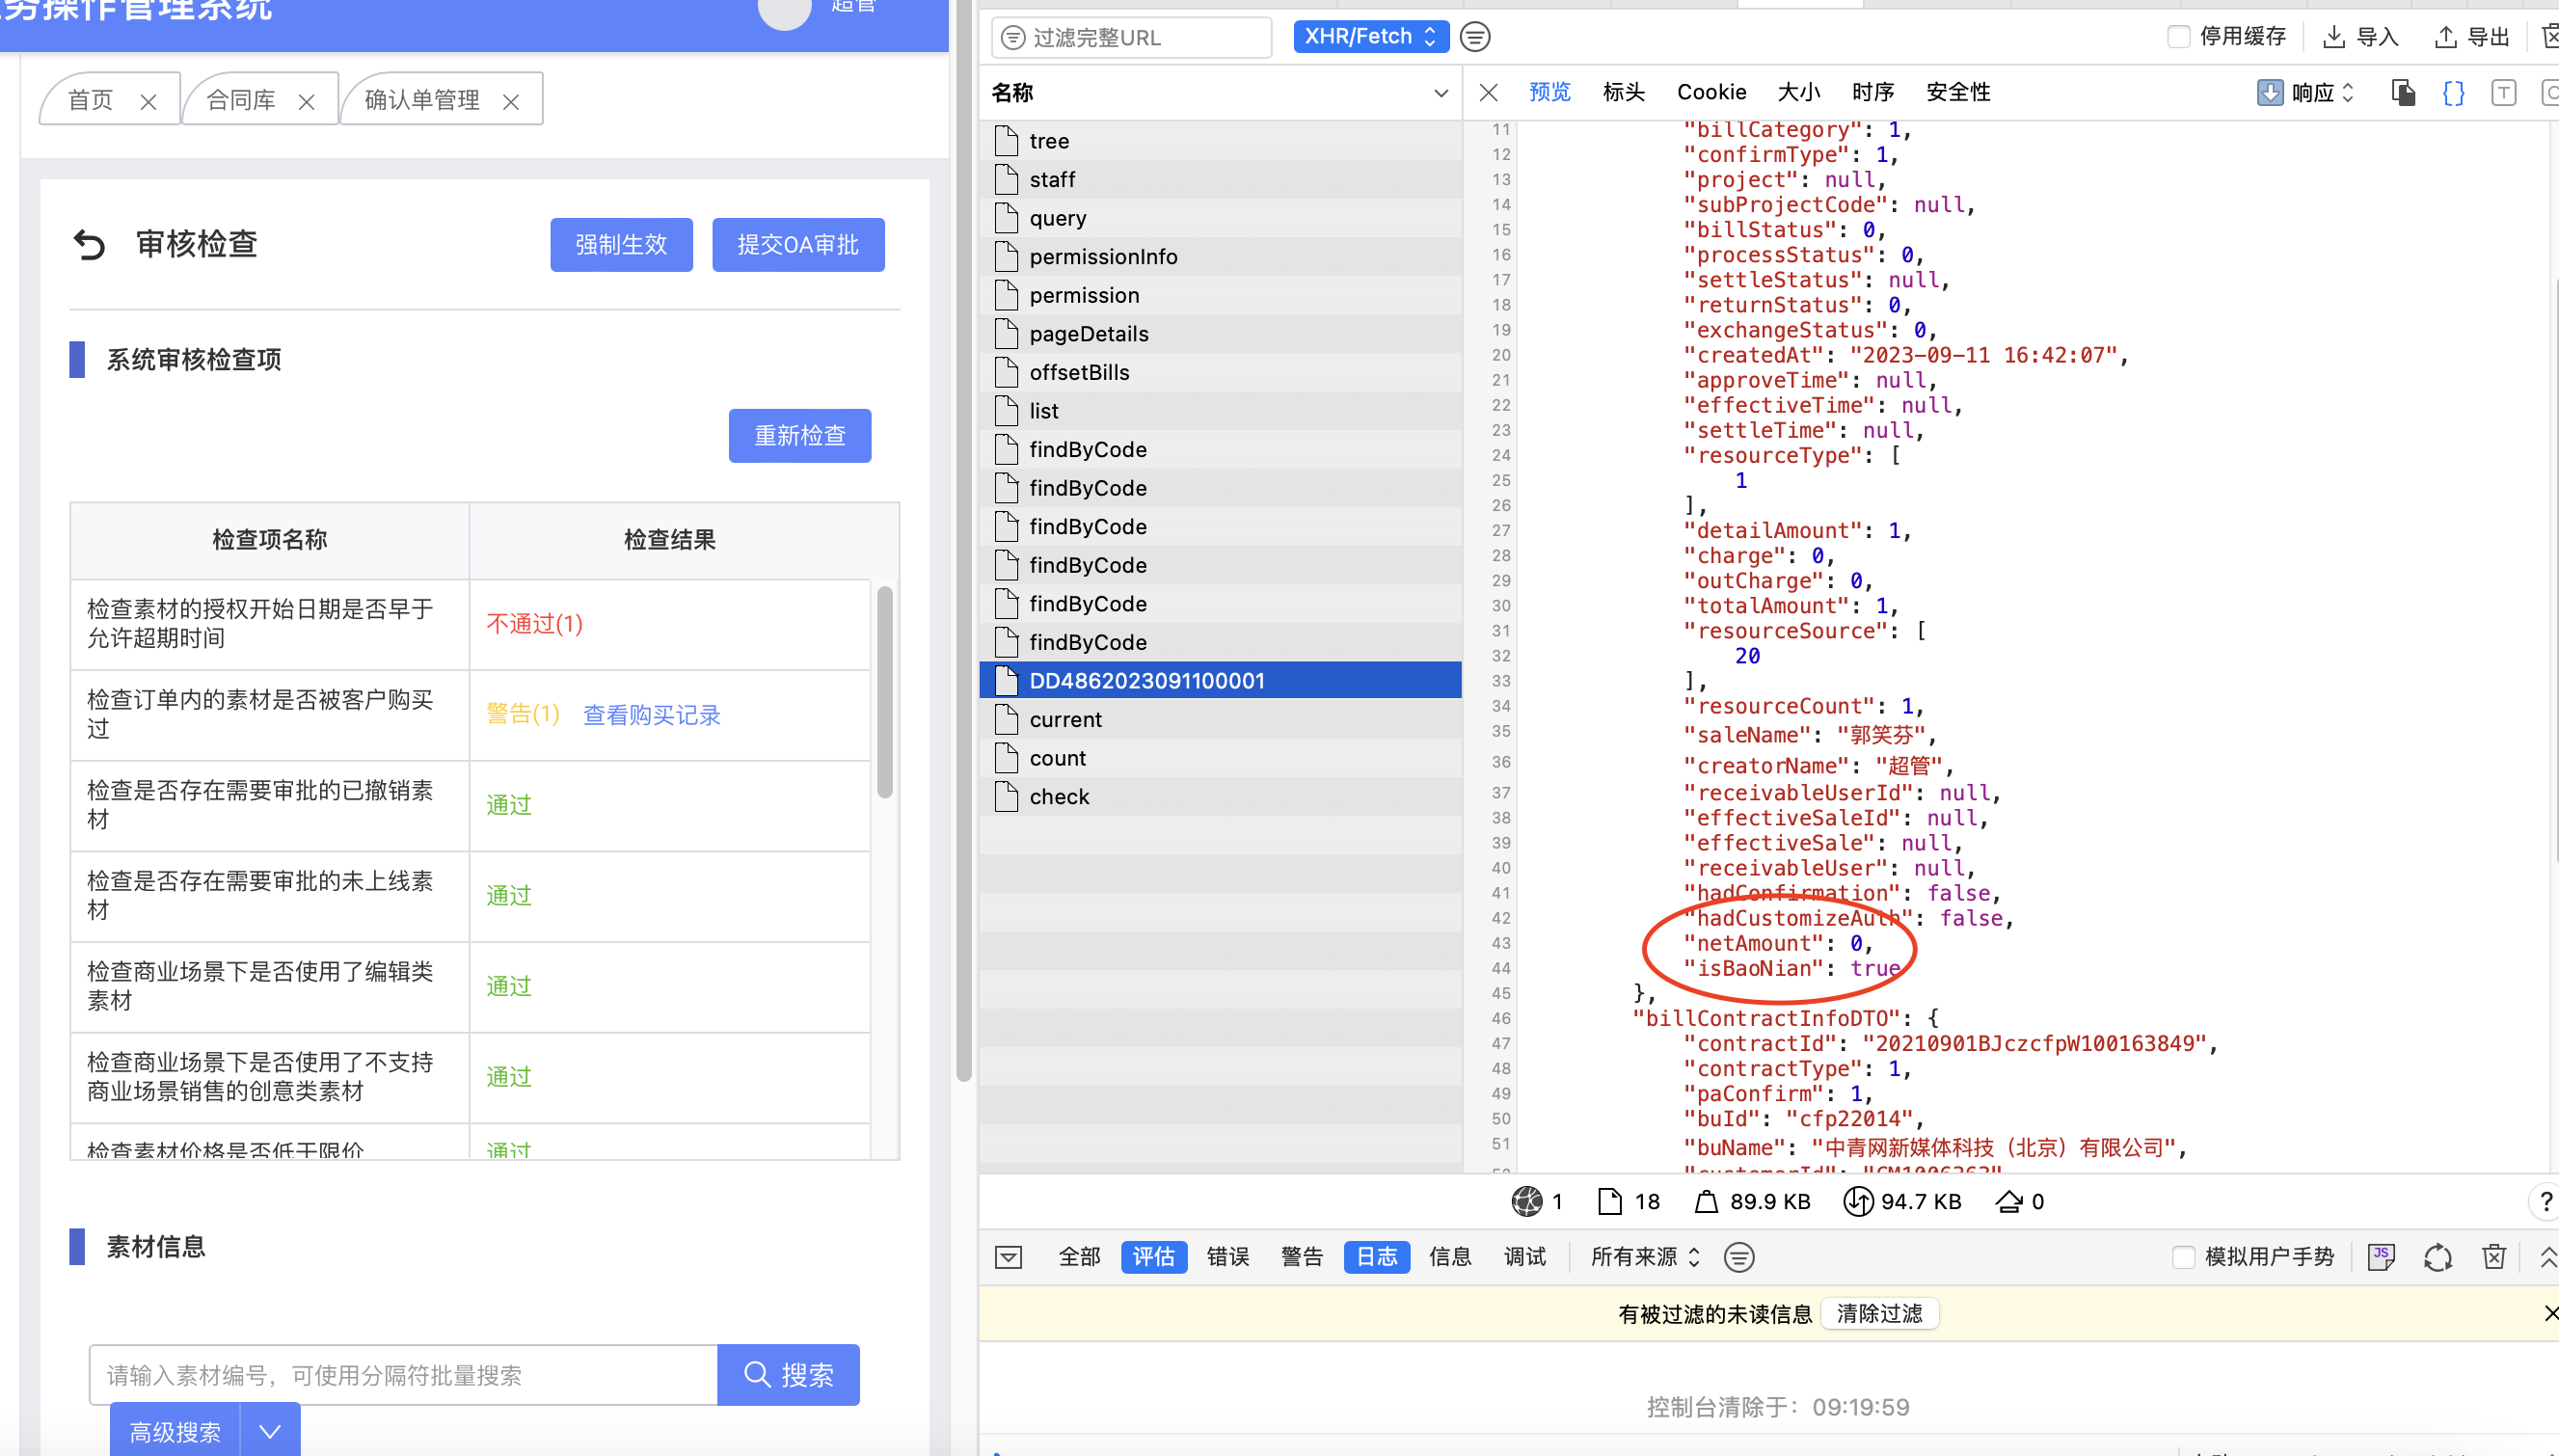 务操作管理系统
超管
首页
合同库
确认单管理
审核检查
强制生效
提交OA审批
系统审核检查项
重新检查
检查项名称
检查结果
检查素材的授权开始日期是否早于
允许超期时间
不通过(1)
检查订单内的素材是否被客户购买
过
警告(1) 查看购买记录
检查是否存在需要审批的已撤销素
材
通过
检查是否存在需要审批的未上线素
材
通过
检查商业场景下是否使用了编辑类
素材
通过
检查商业场景下是否使用了不支持
商业场景销售的创意类素材
通过
检查素材价格是否低于限价
通过
素材信息
请输入素材编号，可使用分隔符批量搜索
搜索
高级搜索
过滤完整URL
XHR/Fetch
停用缓存
导入
导出
名称
预览
标头
Cookie
大小
时序
安全性
响应
tree
staff
query
permissionInfo
permission
pageDetails
offsetBills
list
findByCode
findByCode
findByCode
findByCode
findByCode
findByCode
DD4862023091100001
current
count
check
11 "billCategory": 1,
12 "confirmType": 1,
13 "project": null,
14 "subProjectCode": null,
15 "billStatus": 0,
16 "processStatus": 0,
17 "settleStatus": null,
18 "returnStatus": 0,
19 "exchangeStatus": 0,
20 "createdAt": "2023-09-11 16:42:07",
21 "approveTime": null,
22 "effectiveTime": null,
23 "settleTime": null,
24 "resourceType": [
25 1
26 ],
27 "detailAmount": 1,
28 "charge": 0,
29 "outCharge": 0,
30 "totalAmount": 1,
31 "resourceSource": [
32 20
33 ],
34 "resourceCount": 1,
35 "saleName": "郭笑芬",
36 "creatorName": "超管",
37 "receivableUserId": null,
38 "effectiveSaleId": null,
39 "effectiveSale": null,
40 "receivableUser": null,
41 "hadConfirmation": false,
42 "hadCustomizeAuth": false,
43 "netAmount": 0,
44 "isBaoNian": true
45 },
46 "billContractInfoDTO": {
47 "contractId": "20210901BJczcfpW100163849",
48 "contractType": 1,
49 "paConfirm": 1,
50 "buId": "cfp22014",
51 "buName": "中青网新媒体科技（北京）有限公司",
"customerId": "CM1006363"
1
18
89.9 KB
94.7 KB
0
?
全部
评估
错误
警告
日志
信息
调试
所有来源
模拟用户手势
JS
有被过滤的未读信息
清除过滤
控制台清除于：09:19:59